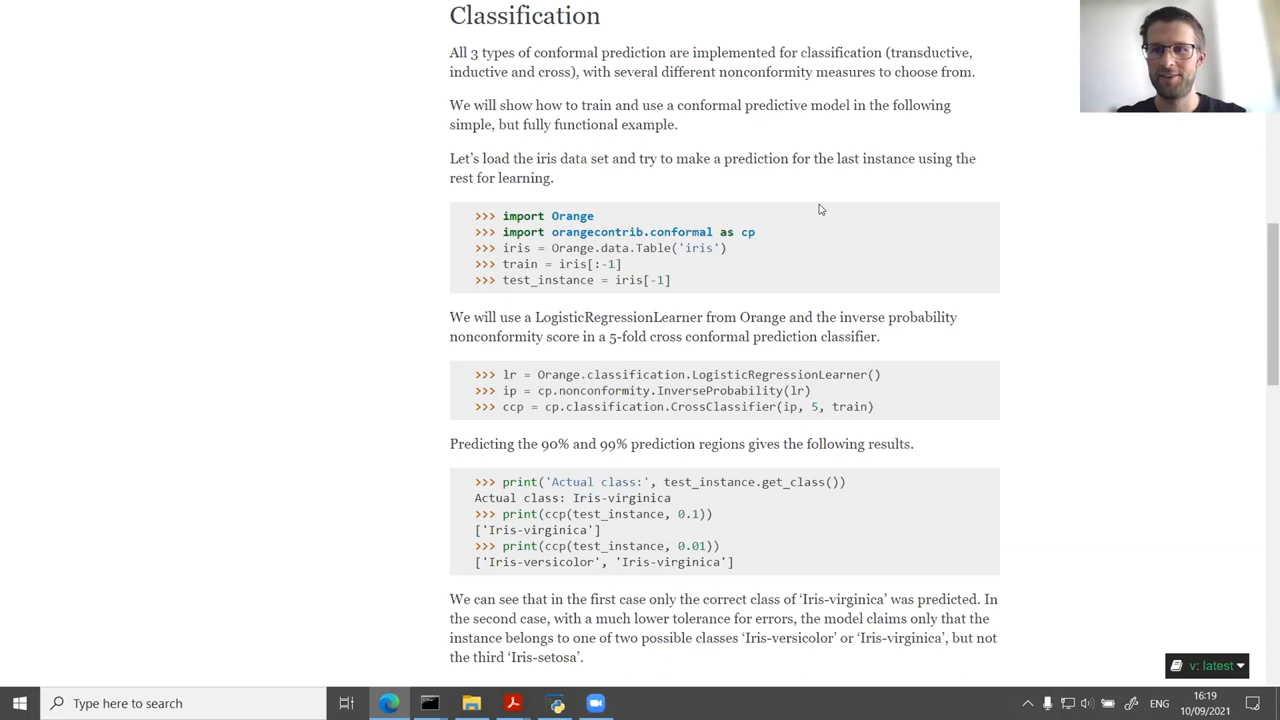 Classification
All 3 types of conformal prediction are implemented for classification (transductive,
inductive and cross), with several different nonconformity measures to choose from.
We will show how to train and use a conformal predictive model in the following
simple, but fully functional example.
Let's load the iris data set and try to make a prediction for the last instance using the
rest for learning.
>>> import Orange
>>> import orangecontrib.conformal as cp
>>> iris = Orange.data.Table('iris')
>>> train = iris[:-1]
>>> test_instance = iris[-1]
We will use a LogisticRegressionLearner from Orange and the inverse probability
nonconformity score in a 5-fold cross conformal prediction classifier.
>>> lr = Orange.classification.LogisticRegressionLearner()
>>> ip = cp.nonconformity.InverseProbability(lr)
>>> ccp = cp.classification.CrossClassifier(ip, 5, train)
Predicting the 90% and 99% prediction regions gives the following results.
>>> print('Actual class:', test_instance.get_class())
Actual class: Iris-virginica
>>> print(ccp(test_instance, 0.1))
['Iris-virginica']
>>> print(ccp(test_instance, 0.01))
['Iris-versicolor', 'Iris-virginica']
We can see that in the first case only the correct class of 'Iris-virginica' was predicted. In
the second case, with a much lower tolerance for errors, the model claims only that the
instance belongs to one of two possible classes 'Iris-versicolor' or 'Iris-virginica', but not
the third 'Iris-setosa'.
v: latest
Type here to search
ENG
16:19
10/09/2021